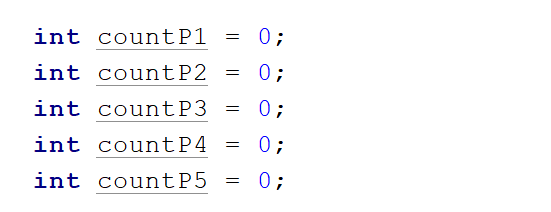 int countP1 = 0;
int countP2 = 0;
int countP3 = 0;
int countP4 = 0;
int countP5 = 0;